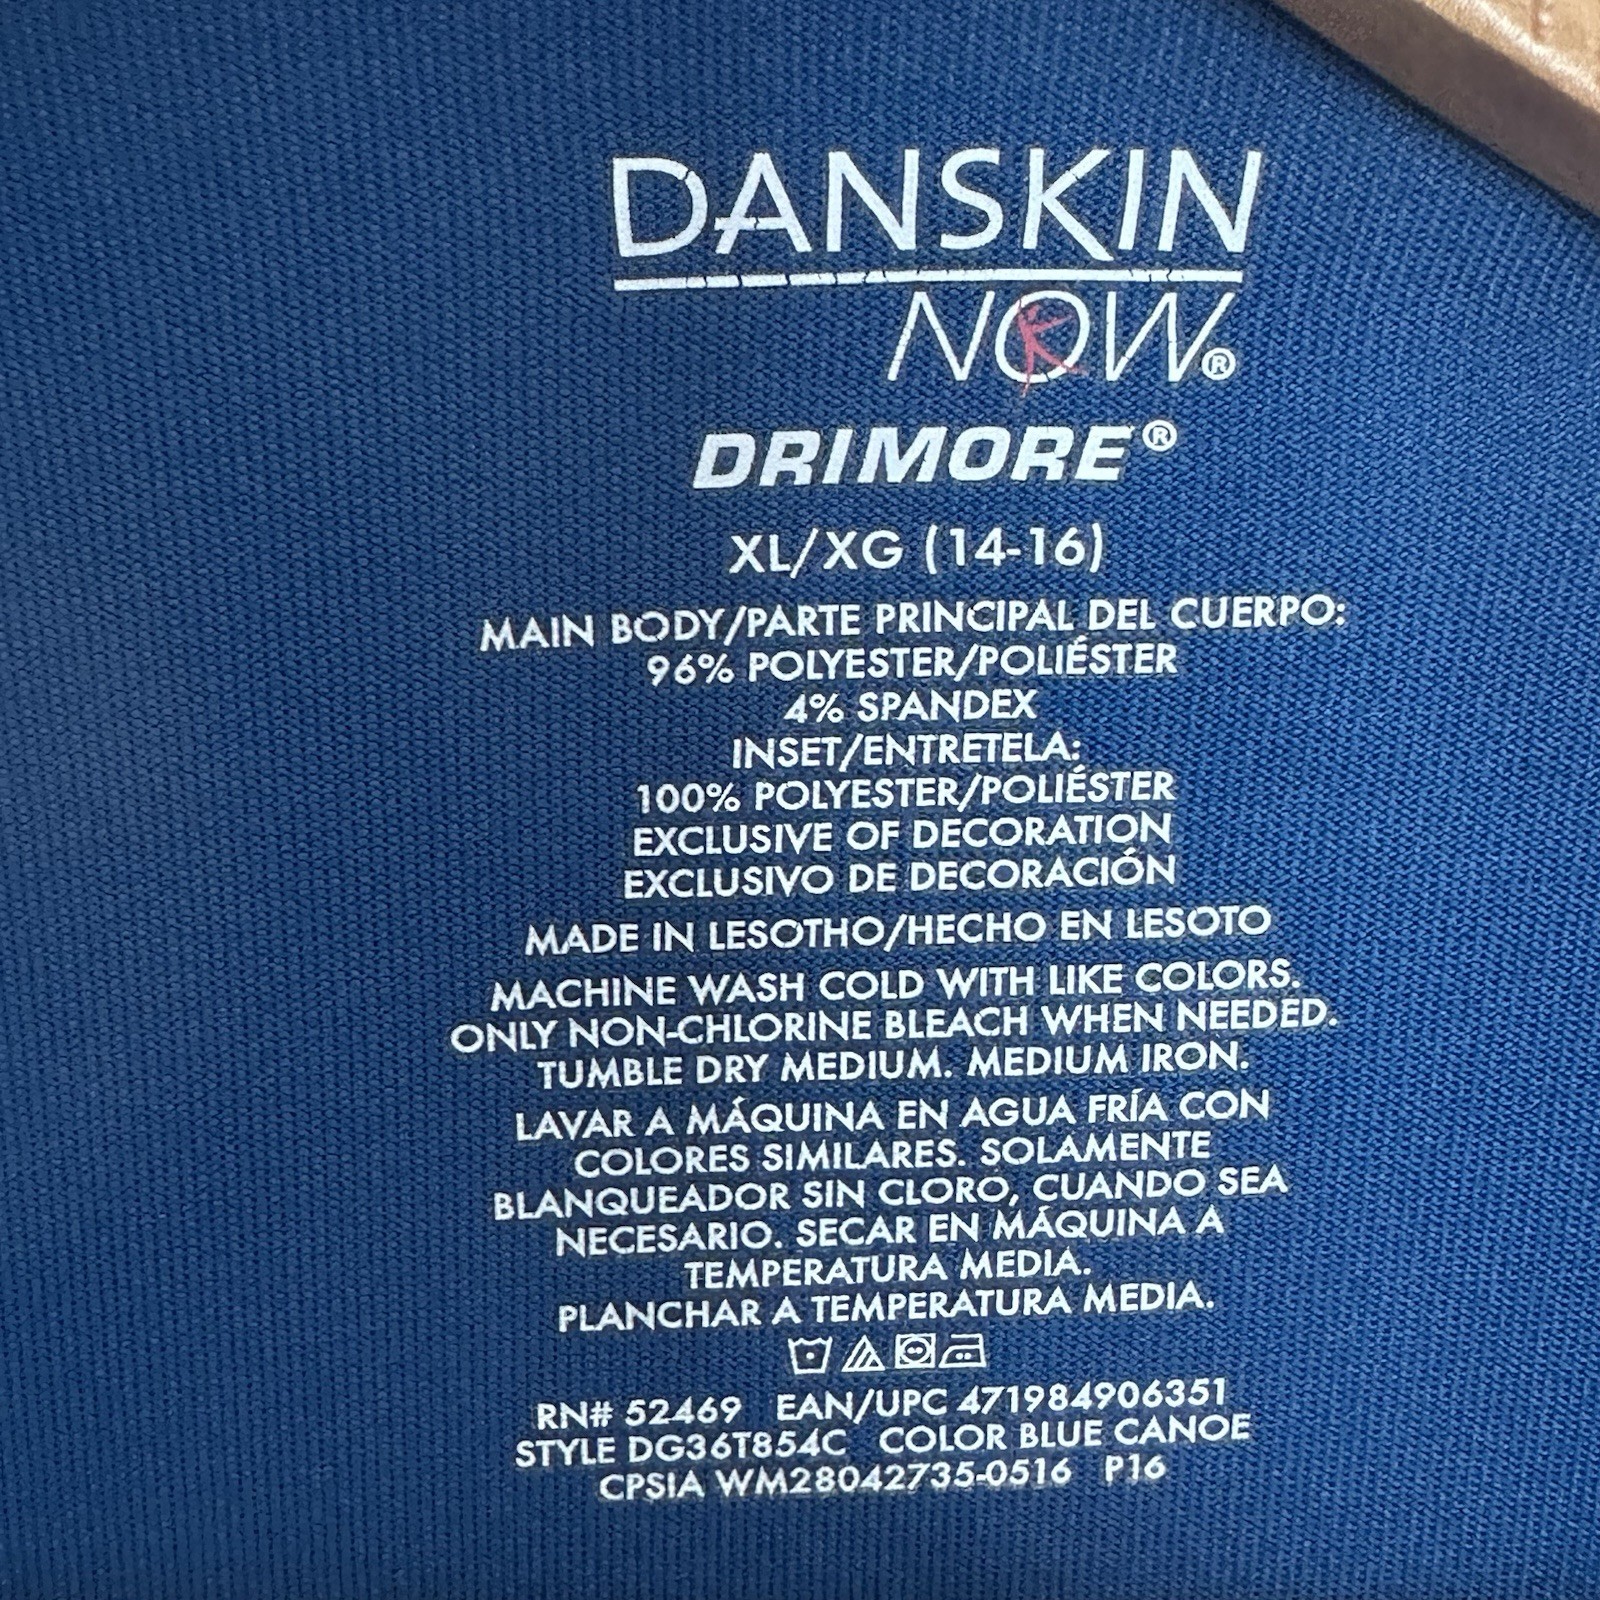 DANSKIN
NOW®
DRIMORE®
XL/XG (14-16)
MAIN BODY/PARTE PRINCIPAL DEL CUERPO:
96% POLYESTER/POLIÉSTER
4% SPANDEX
INSET/ENTRETELA:
100% POLYESTER/POLIÉSTER
EXCLUSIVE OF DECORATION
EXCLUSIVO DE DECORACIÓN
MADE IN LESOTHO/HECHO EN LESOTO
MACHINE WASH COLD WITH LIKE COLORS.
ONLY NON-CHLORINE BLEACH WHEN NEEDED.
TUMBLE DRY MEDIUM. MEDIUM IRON.
LAVAR A MÁQUINA EN AGUA FRÍA CON
COLORES SIMILARES. SOLAMENTE
BLANQUEADOR SIN CLORO, CUANDO SEA
NECESARIO. SECAR EN MÁQUINA A
TEMPERATURA MEDIA.
PLANCHAR A TEMPERATURA MEDIA.
RN# 52469 EAN/UPC 471984906351
STYLE DG36T854C COLOR BLUE CANOE
CPSIA WM28042735-0516 P16